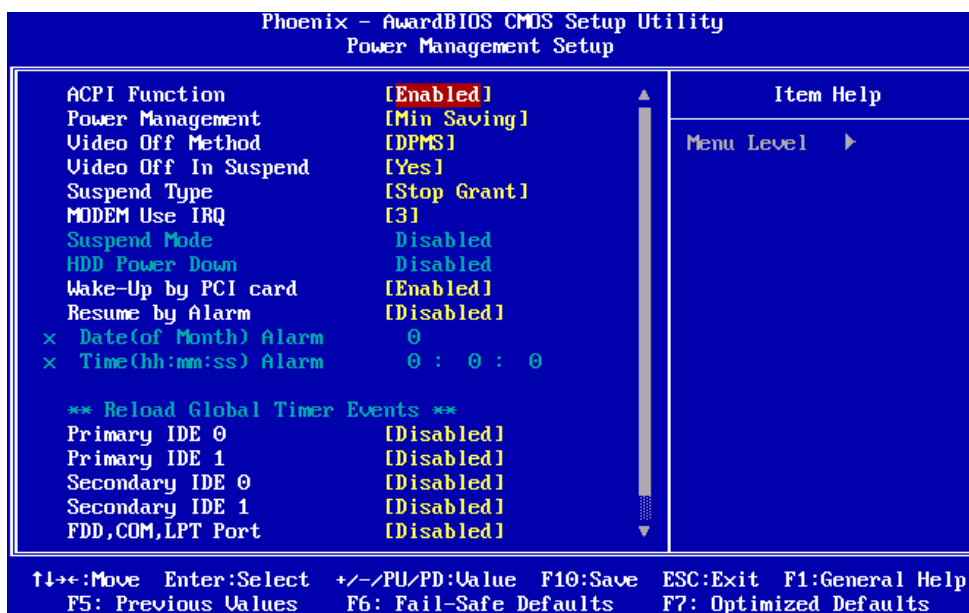 Phoenix - AwardBIOS CMOS Setup Utility
Power Management Setup
ACPI Function [Enabled]
Power Management [Min Saving]
Video Off Method [DPMS]
Video Off In Suspend [Yes]
Suspend Type [Stop Grant]
MODEM Use IRQ [3]
Suspend Mode Disabled
HDD Power Down Disabled
Wake-Up by PCI card [Enabled]
Resume by Alarm [Disabled]
x Date(of Month) Alarm 0
x Time(hh:mm:ss) Alarm 0 : 0 : 0
** Reload Global Timer Events **
Primary IDE 0 [Disabled]
Primary IDE 1 [Disabled]
Secondary IDE 0 [Disabled]
Secondary IDE 1 [Disabled]
FDD,COM,LPT Port [Disabled]
Item Help
Menu Level ▶
↑↓→←:Move Enter:Select +/-/PU/PD:Value F10:Save ESC:Exit F1:General Help
F5: Previous Values F6: Fail-Safe Defaults F7: Optimized Defaults